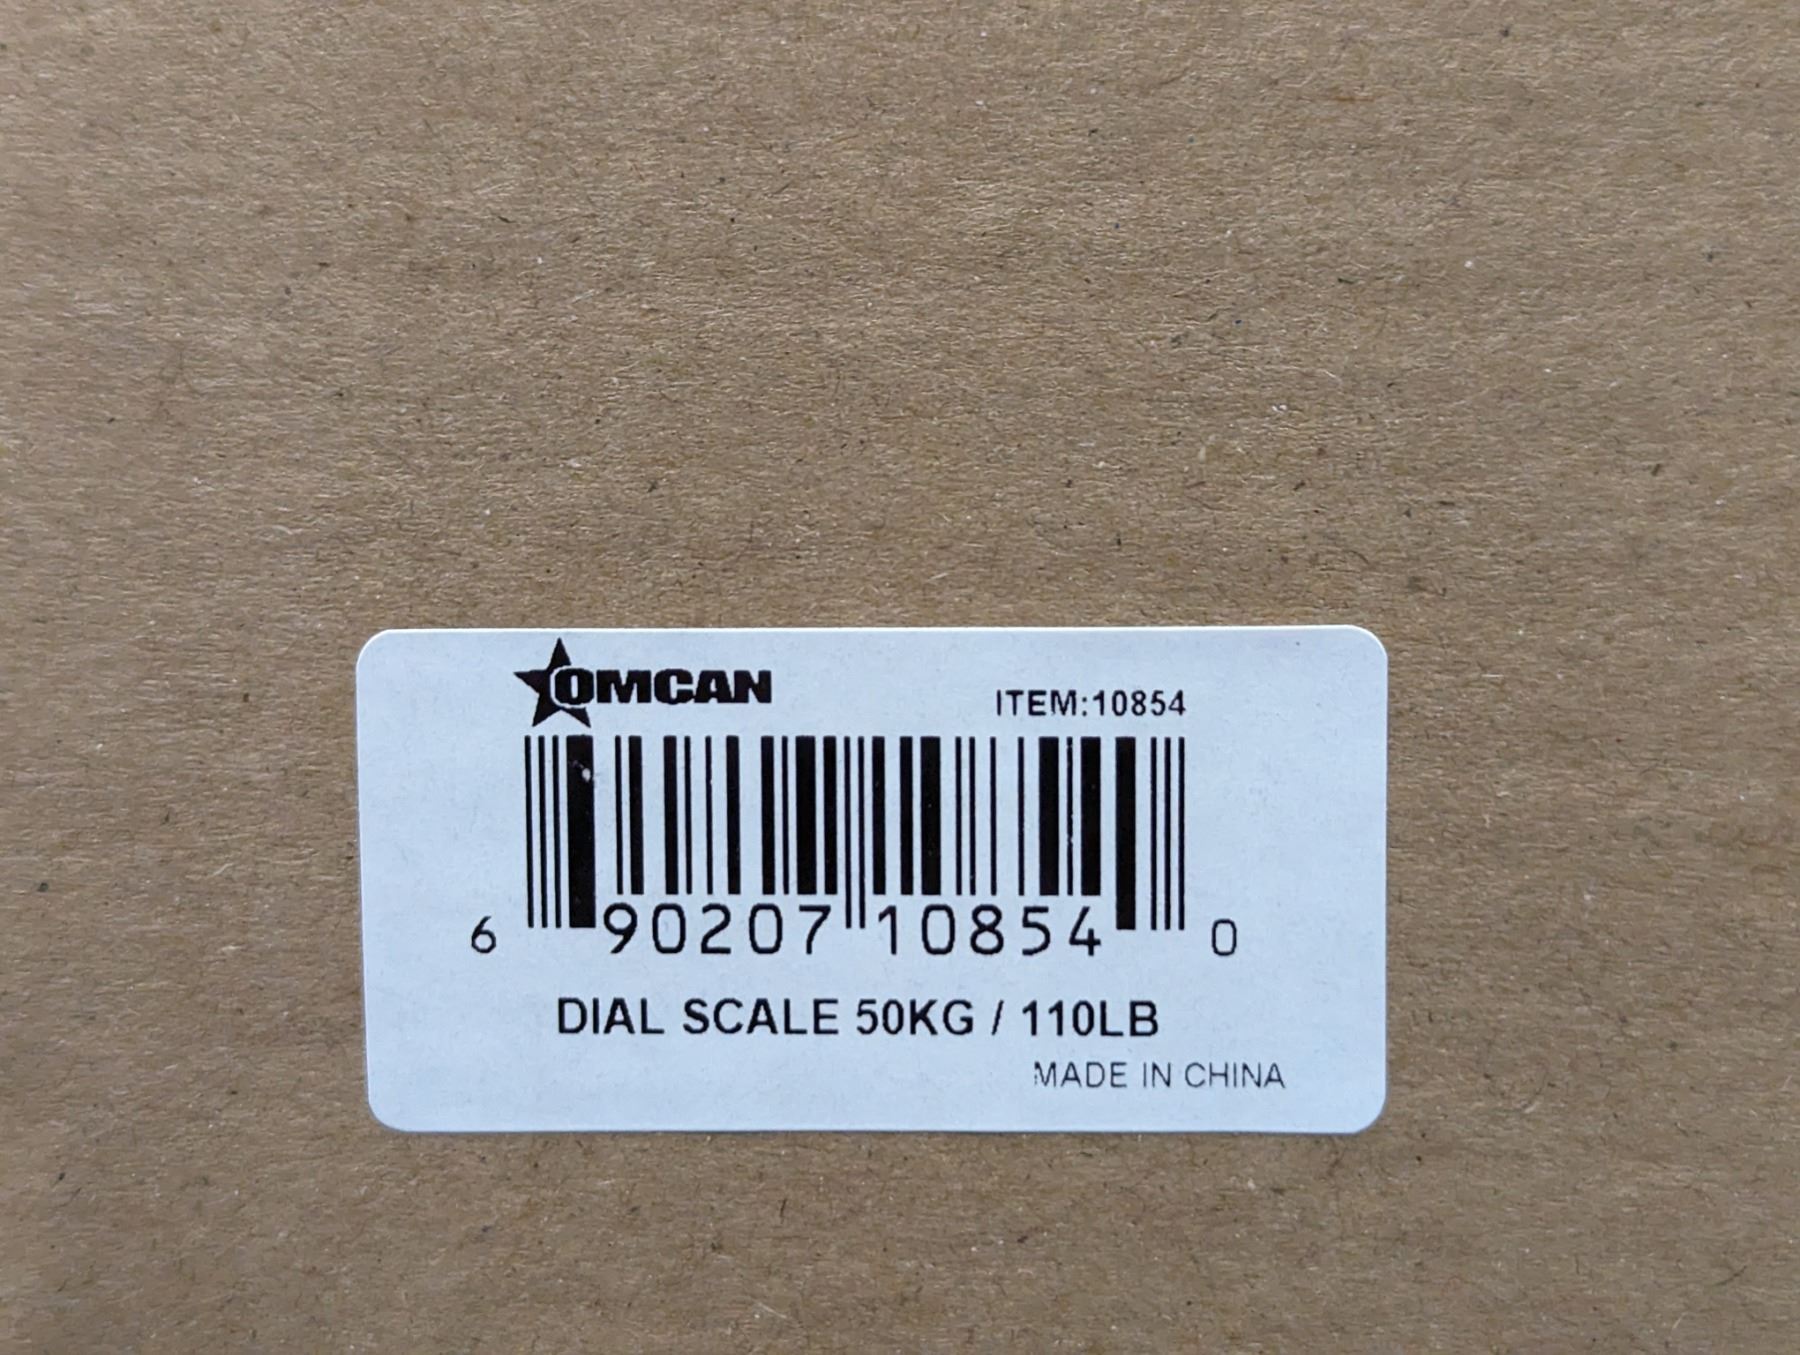 OMCAN
ITEM:10854
6 90207 10854 0
DIAL SCALE 50KG / 110LB
MADE IN CHINA